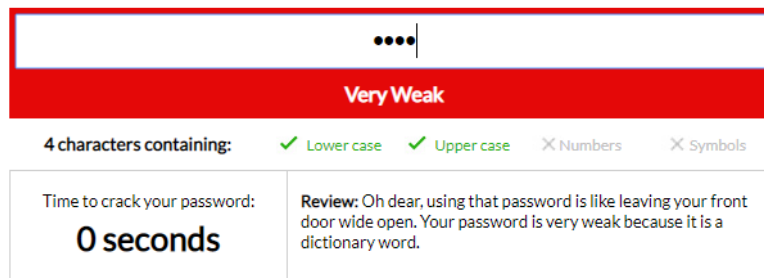 ••••
Very Weak
4 characters containing: Lower case Upper case Numbers Symbols
Time to crack your password:
0 seconds
Review: Oh dear, using that password is like leaving your front
door wide open. Your password is very weak because it is a
dictionary word.